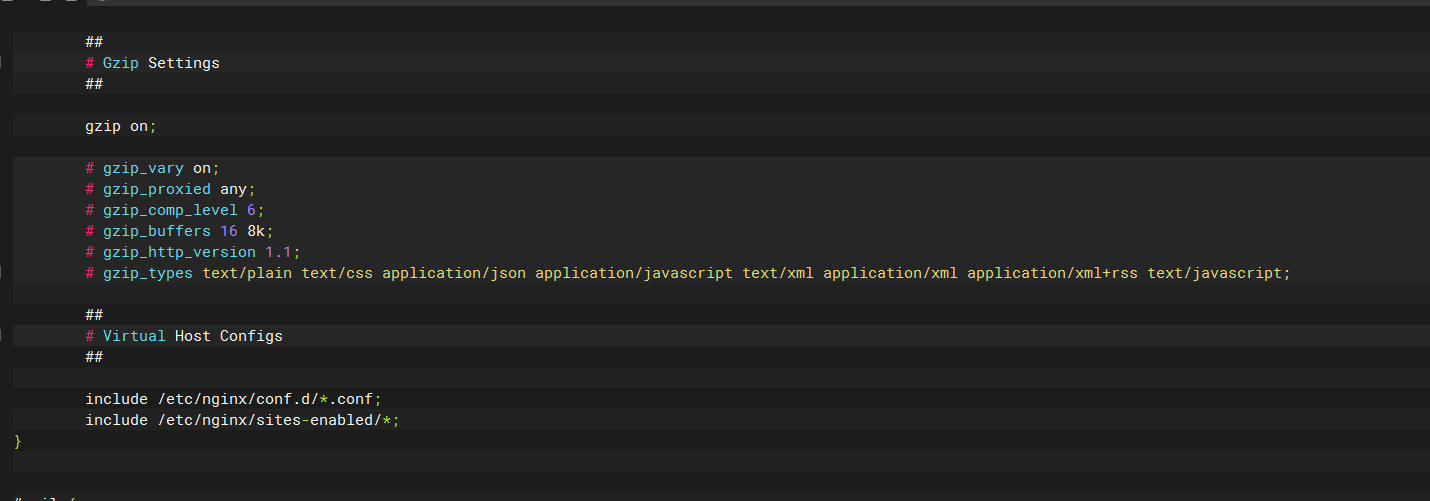 ##
# Gzip Settings
##
gzip on;
# gzip_vary on;
# gzip_proxied any;
# gzip_comp_level 6;
# gzip_buffers 16 8k;
# gzip_http_version 1.1;
# gzip_types text/plain text/css application/json application/javascript text/xml application/xml application/xml+rss text/javascript;
##
# Virtual Host Configs
##
include /etc/nginx/conf.d/*.conf;
include /etc/nginx/sites-enabled/*;
}